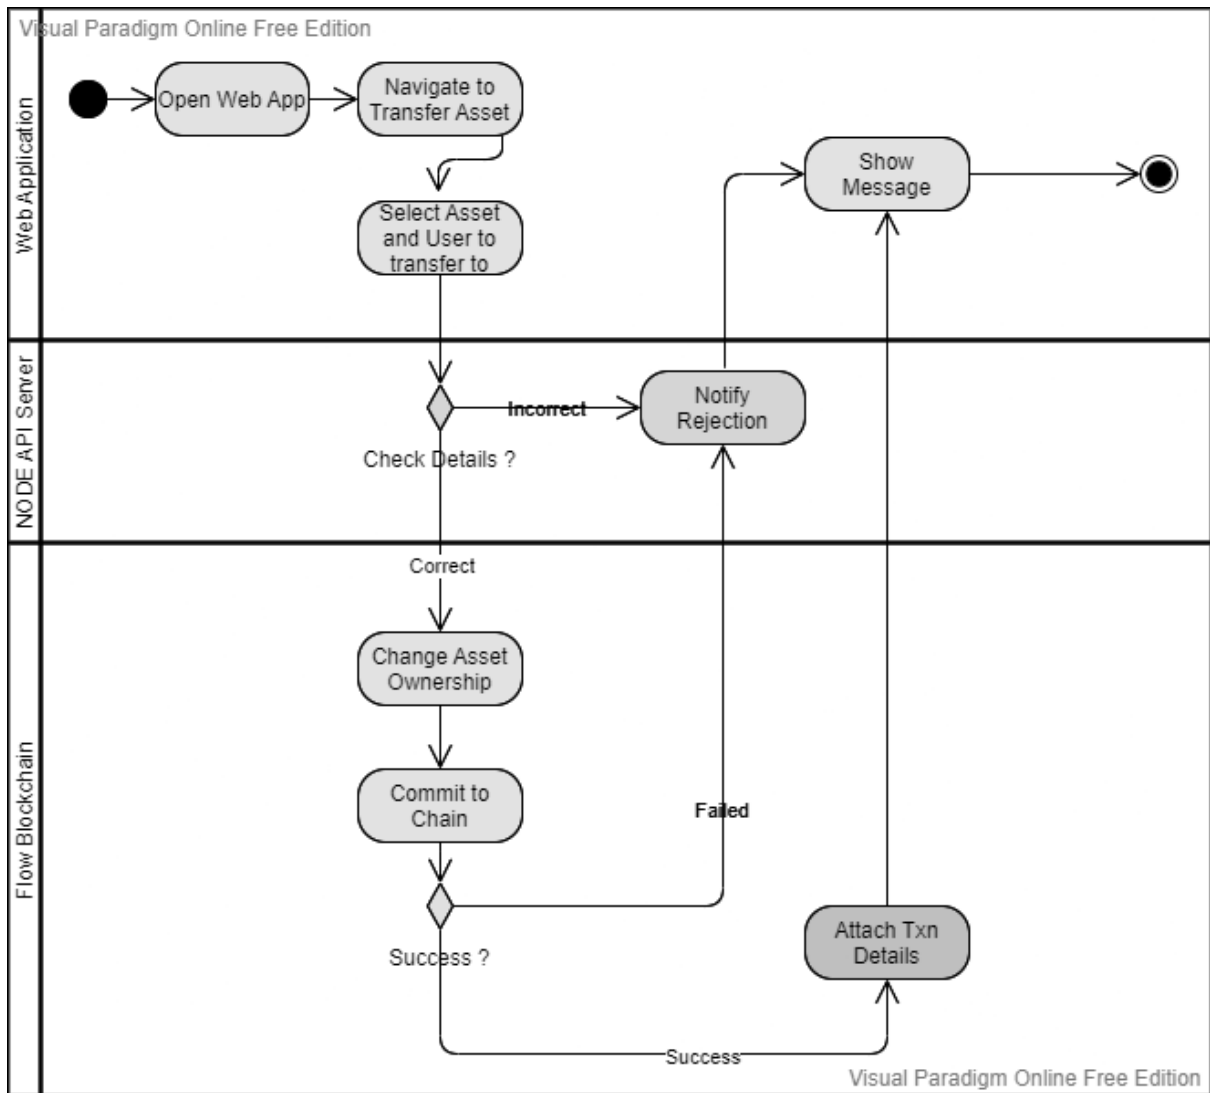 Visual Paradigm Online Free Edition
Web Application
Open Web App
Navigate to
Transfer Asset
Select Asset
and User to
transfer to
Show
Message
NODE API Server
Incorrect
Notify
Rejection
Check Details ?
Flow Blockchain
Correct
Change Asset
Ownership
Commit to
Chain
Failed
Success ?
Attach Txn
Details
Success
Visual Paradigm Online Free Edition